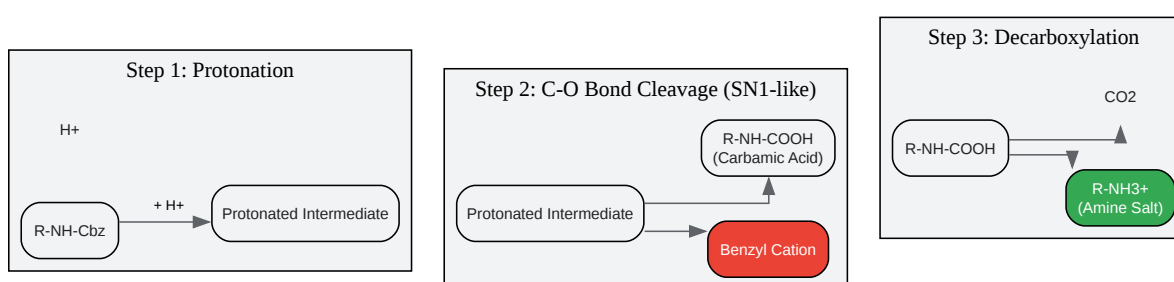 Step 1: Protonation
H+
+ H+
R-NH-Cbz
Protonated Intermediate
Step 2: C-O Bond Cleavage (SN1-like)
R-NH-COOH
(Carbamic Acid)
Protonated Intermediate
Benzyl Cation
Step 3: Decarboxylation
CO2
R-NH-COOH
R-NH3+
(Amine Salt)